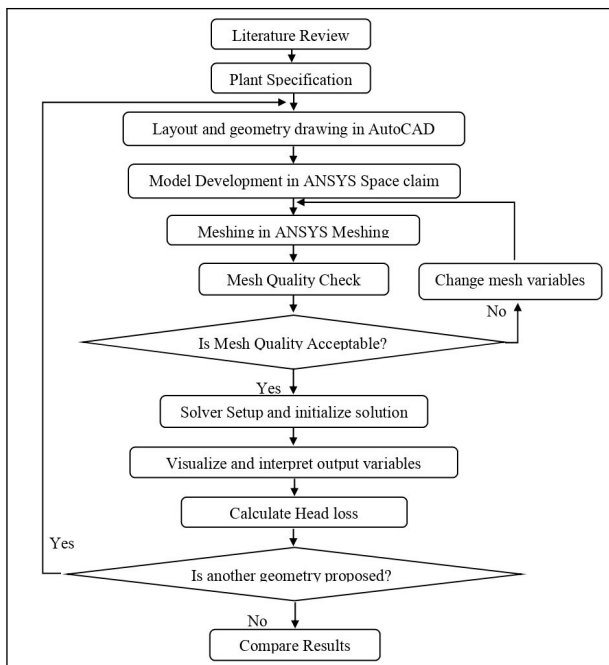 Literature Review
Plant Specification
Layout and geometry drawing in AutoCAD
Model Development in ANSYS Space claim
Meshing in ANSYS Meshing
Mesh Quality Check
Change mesh variables
No
Is Mesh Quality Acceptable?
Yes
Solver Setup and initialize solution
Visualize and interpret output variables
Calculate Head loss
Yes
Is another geometry proposed?
No
Compare Results